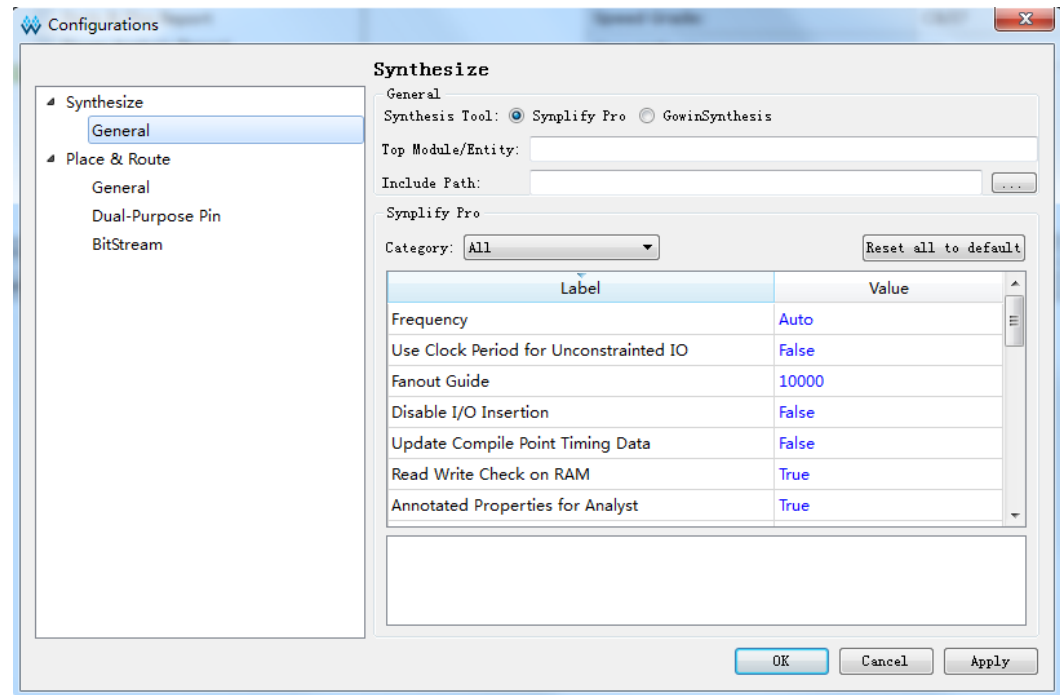 Configurations
Synthesize
General
Place & Route
General
Dual-Purpose Pin
BitStream
Synthesize
General
Synthesis Tool: Synplify Pro GowinSynthesis
Top Module/Entity:
Include Path: ...
Synplify Pro
Category: All Reset all to default
Label Value
Frequency Auto
Use Clock Period for Unconstrainted IO False
Fanout Guide 10000
Disable I/O Insertion False
Update Compile Point Timing Data False
Read Write Check on RAM True
Annotated Properties for Analyst True
OK Cancel Apply